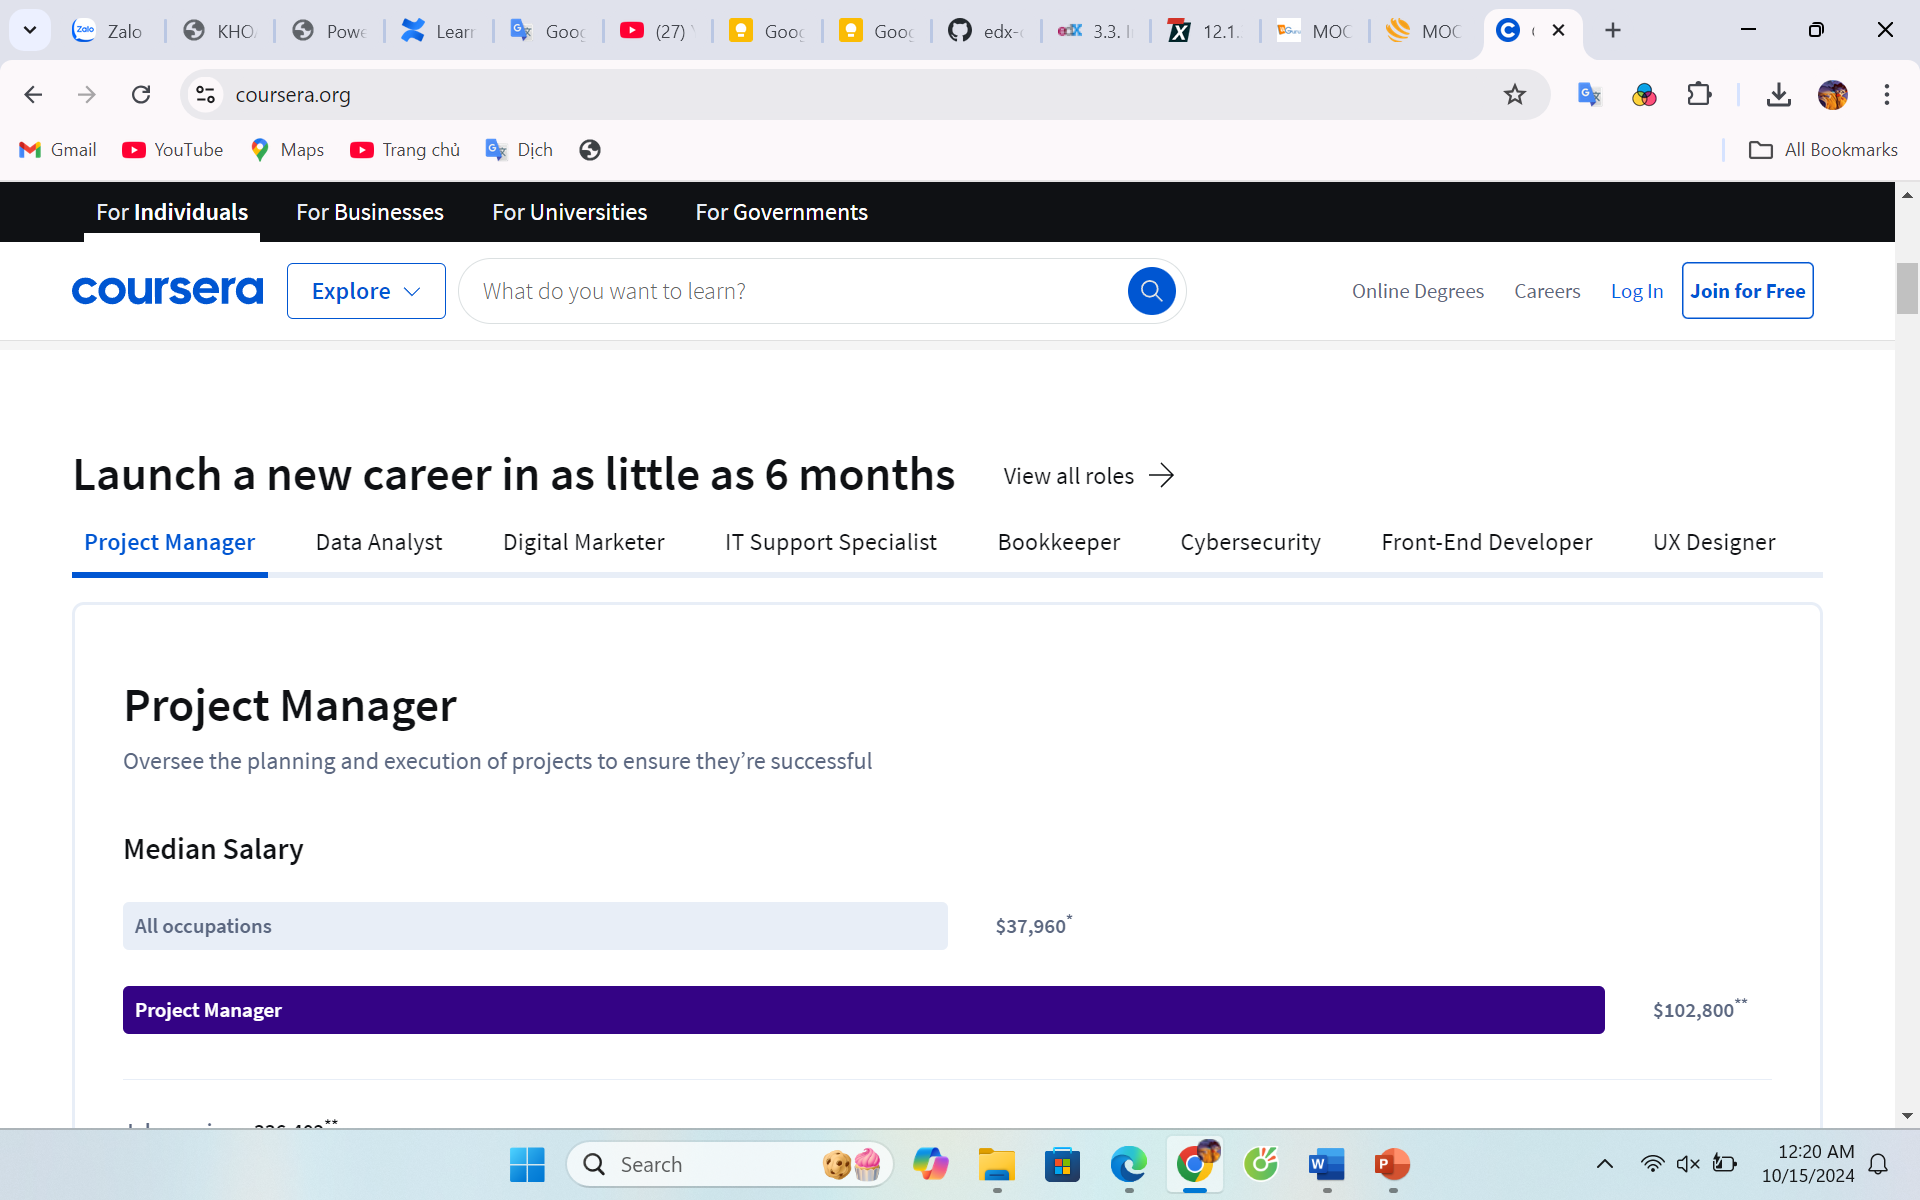 Zalo
KHO
Powe
Learn
Goog
(27)
Goog
Goog
edx-
3.3. I
12.1.
MOC
MOC
coursera.org
Gmail
YouTube
Maps
Trang chủ
Dịch
All Bookmarks
For Individuals
For Businesses
For Universities
For Governments
coursera
Explore
What do you want to learn?
Online Degrees
Careers
Log In
Join for Free
Launch a new career in as little as 6 months
View all roles
Project Manager
Data Analyst
Digital Marketer
IT Support Specialist
Bookkeeper
Cybersecurity
Front-End Developer
UX Designer
Project Manager
Oversee the planning and execution of projects to ensure they’re successful
Median Salary
All occupations
$37,960*
Project Manager
$102,800**
Search
12:20 AM
10/15/2024